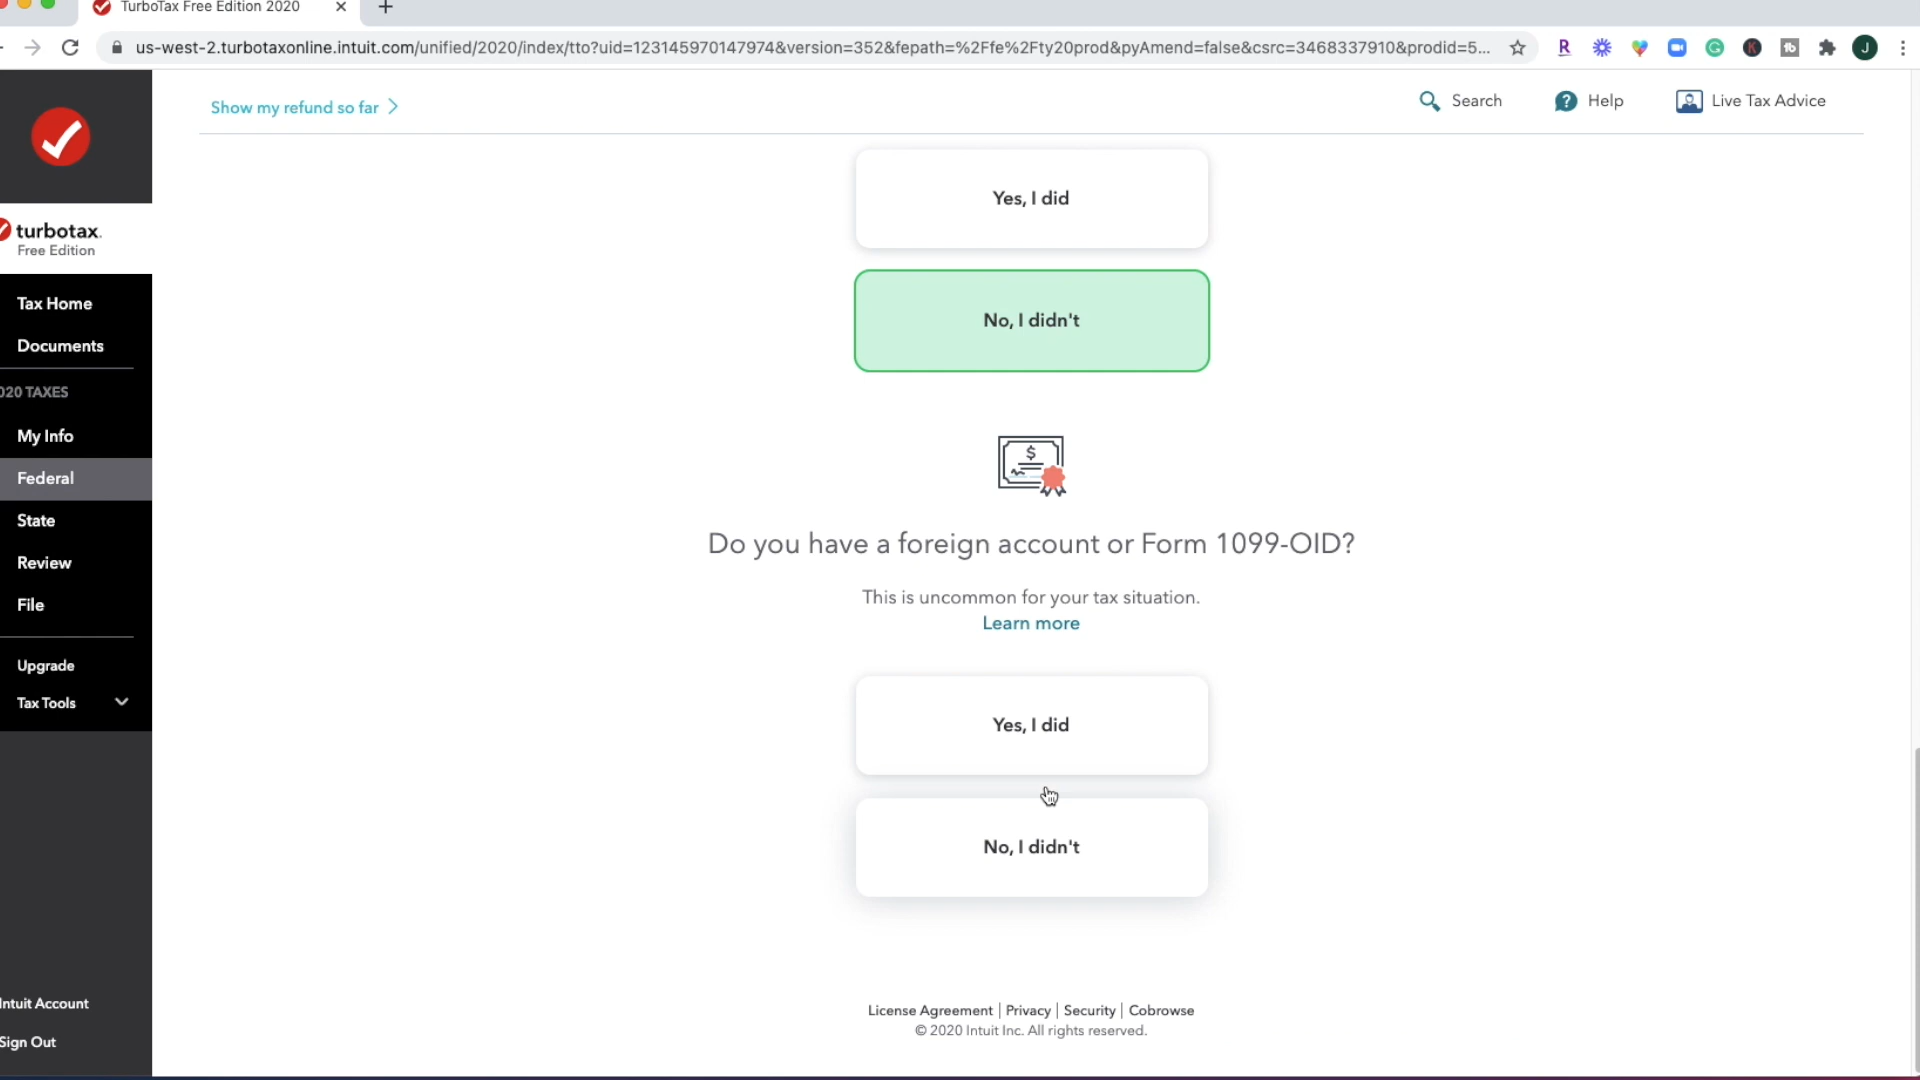 TurboTax Free Edition 2020
us-west-2.turbotaxonline.intuit.com/unified/2020/index/tto?uid=123145970147974&version=352&fepath=%2Ffe%2Fty20prod&pyAmend=false&csrc=3468337910&prodid=5...
R
G
K
tb
J
Show my refund so far
Search
? Help
Live Tax Advice
turbotax.
Free Edition
Tax Home
Documents
020 TAXES
My Info
Federal
State
Review
File
Upgrade
Tax Tools
Intuit Account
Sign Out
Yes, I did
No, I didn't
$
Do you have a foreign account or Form 1099-OID?
This is uncommon for your tax situation.
Learn more
Yes, I did
No, I didn't
License Agreement | Privacy | Security | Cobrowse
© 2020 Intuit Inc. All rights reserved.